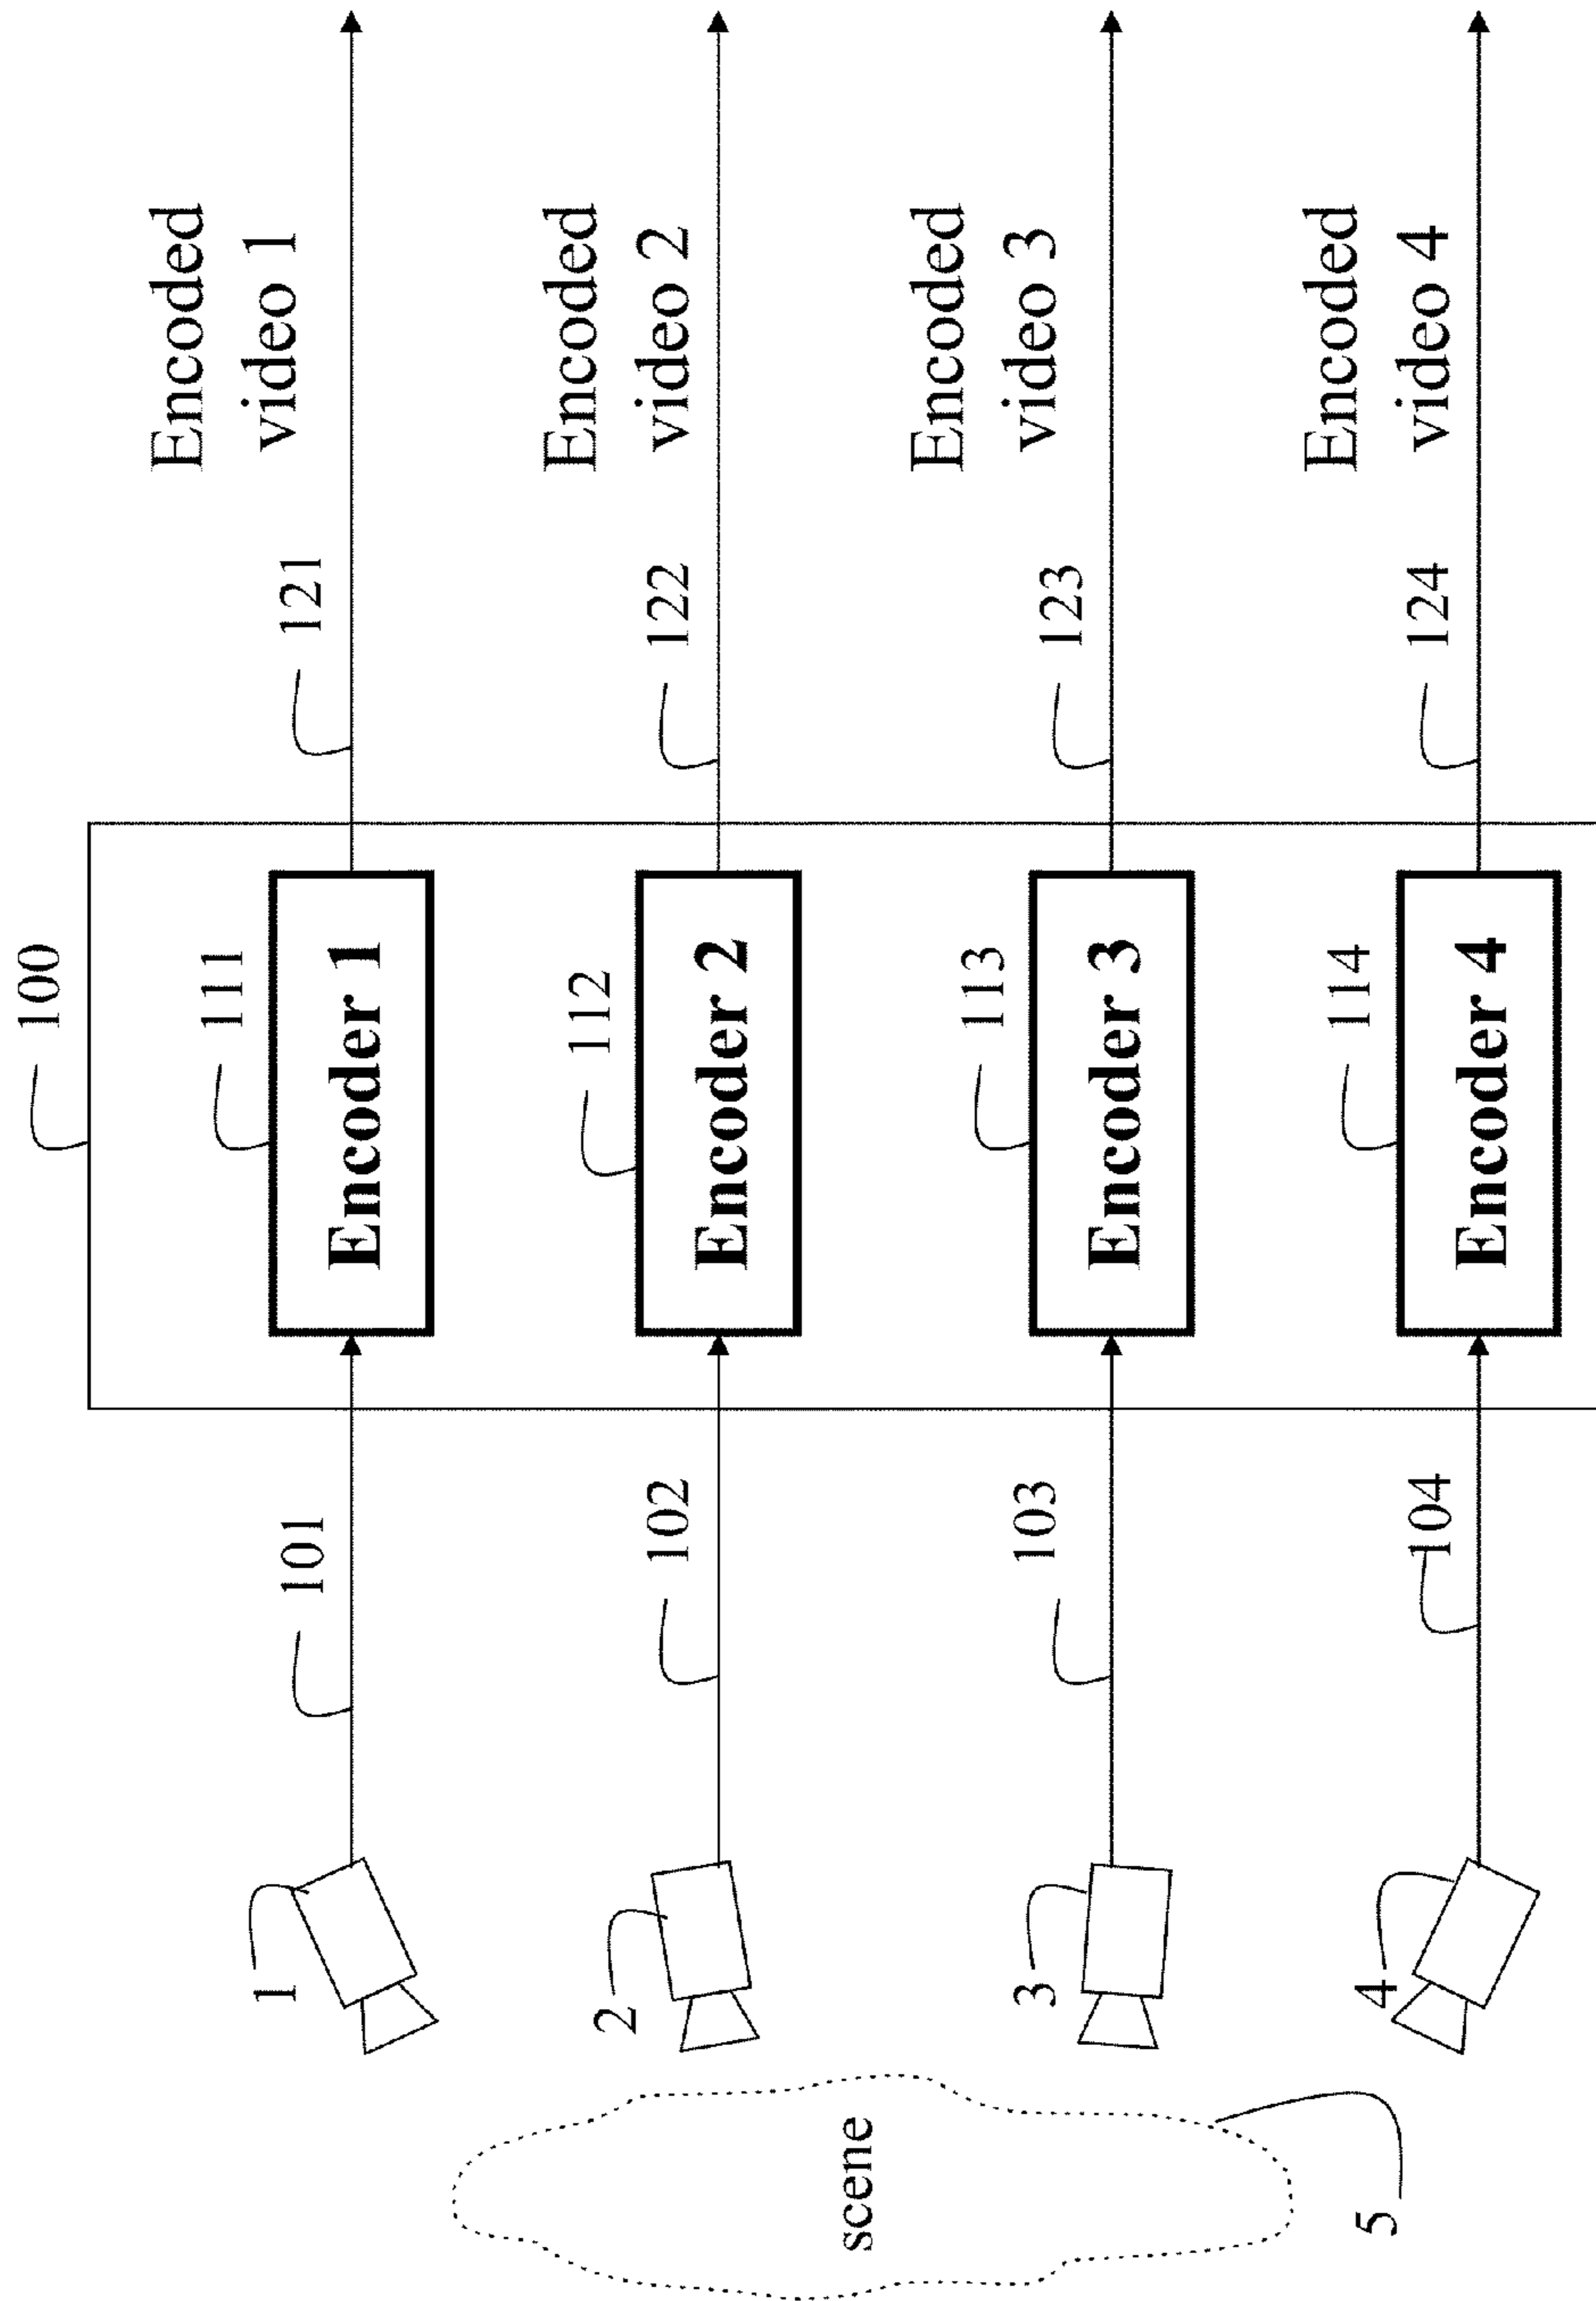 100
111
Encoder 1
101
1
121
Encoded
video 1
112
Encoder 2
102
2
122
Encoded
video 2
113
Encoder 3
103
3
123
Encoded
video 3
114
Encoder 4
104
4
124
Encoded
video 4
scene
5